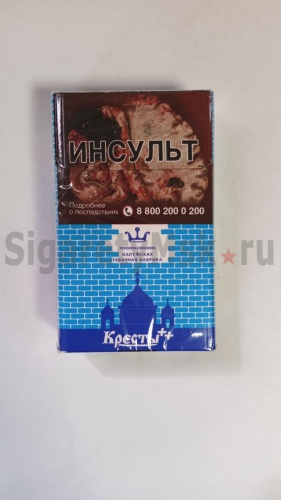 ИНСУЛЬТ
Подробнее
о последствиях 8 800 200 0 200
КАЛУЖСКАЯ
ТАБАЧНАЯ ФАБРИКА
Кресты++